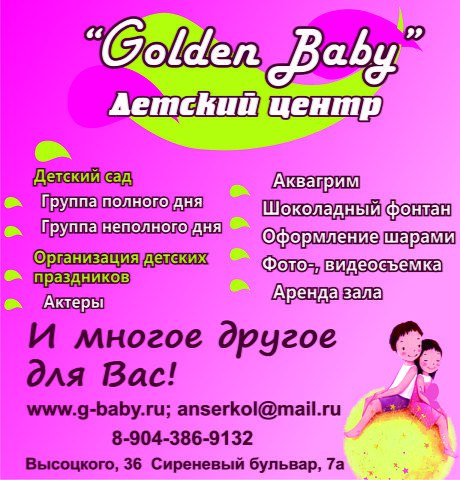 “Golden Baby”
Детский центр
Детский сад
Группа полного дня
Группа неполного дня
Организация детских
праздников
Актеры
Аквагрим
Шоколадный фонтан
Оформление шарами
Фото-, видеосъемка
Аренда зала
И многое другое
для Вас!
www.g-baby.ru; anserkol@mail.ru
8-904-386-9132
Высоцкого, 36 Сиреневый бульвар, 7а